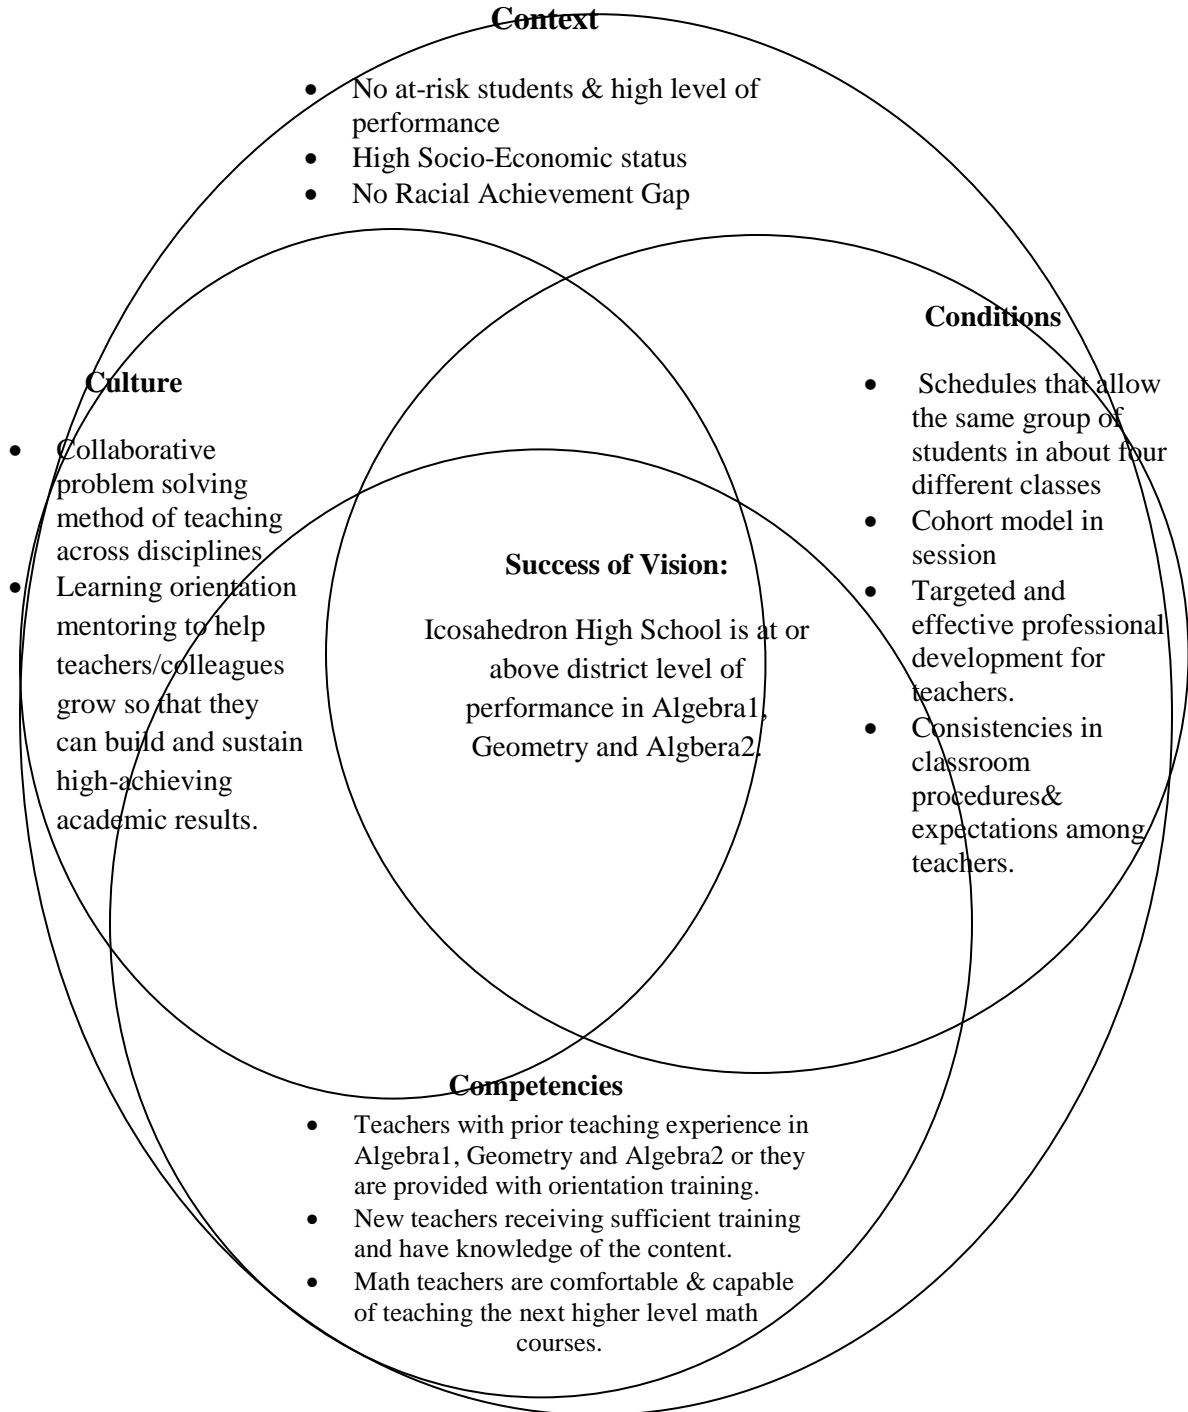 Context
• No at-risk students & high level of
performance
• High Socio-Economic status
• No Racial Achievement Gap
Culture
• Collaborative
problem solving
method of teaching
across disciplines
• Learning orientation
mentoring to help
teachers/colleagues
grow so that they
can build and sustain
high-achieving
academic results.
Success of Vision:
Icosahedron High School is at or
above district level of
performance in Algebra1,
Geometry and Algbera2.
Conditions
• Schedules that allow
the same group of
students in about four
different classes
• Cohort model in
session
• Targeted and
effective professional
development for
teachers.
• Consistencies in
classroom
procedures&
expectations among
teachers.
Competencies
• Teachers with prior teaching experience in
Algebra1, Geometry and Algebra2 or they
are provided with orientation training.
• New teachers receiving sufficient training
and have knowledge of the content.
• Math teachers are comfortable & capable
of teaching the next higher level math
courses.